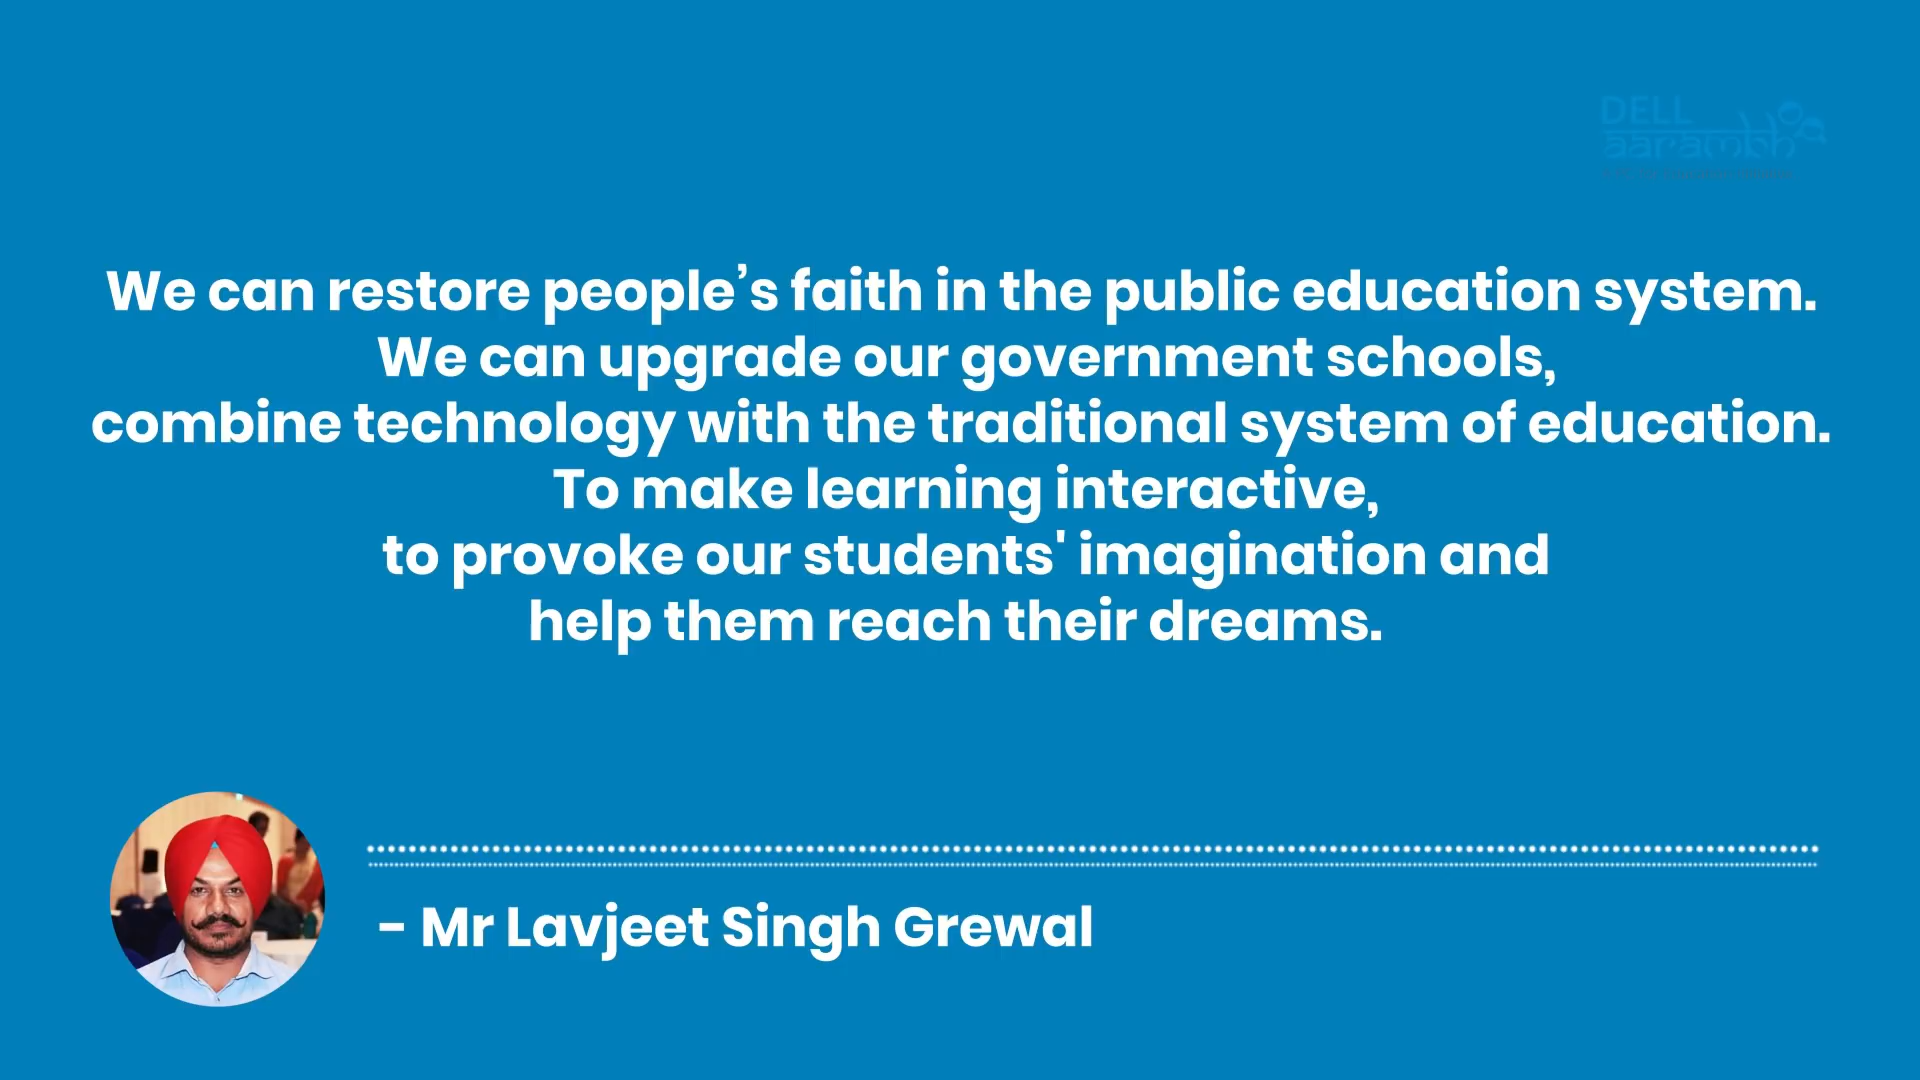 DELL
aarambh
We can restore people’s faith in the public education system.
We can upgrade our government schools,
combine technology with the traditional system of education.
To make learning interactive,
to provoke our students' imagination and
help them reach their dreams.
- Mr Lavjeet Singh Grewal